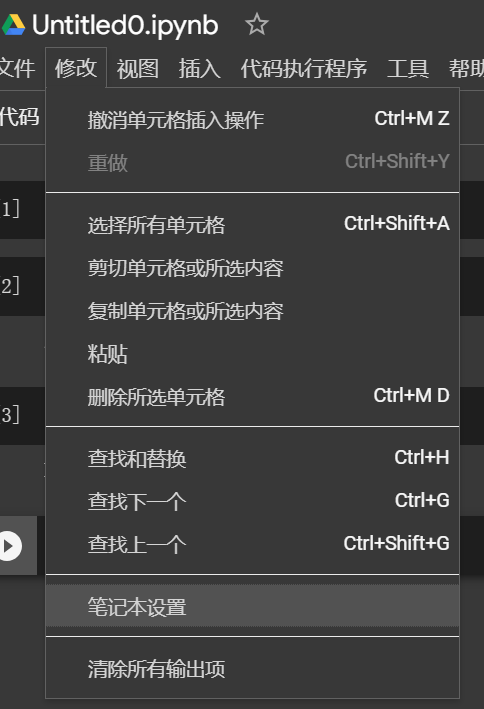 Untitled0.ipynb
文件 修改 视图 插入 代码执行程序 工具 帮助
代码
撤消单元格插入操作 Ctrl+M Z
重做 Ctrl+Shift+Y
[1]
选择所有单元格 Ctrl+Shift+A
剪切单元格或所选内容
[2]
复制单元格或所选内容
粘贴
删除所选单元格 Ctrl+M D
[3]
查找和替换 Ctrl+H
查找下一个 Ctrl+G
查找上一个 Ctrl+Shift+G
笔记本设置
清除所有输出项